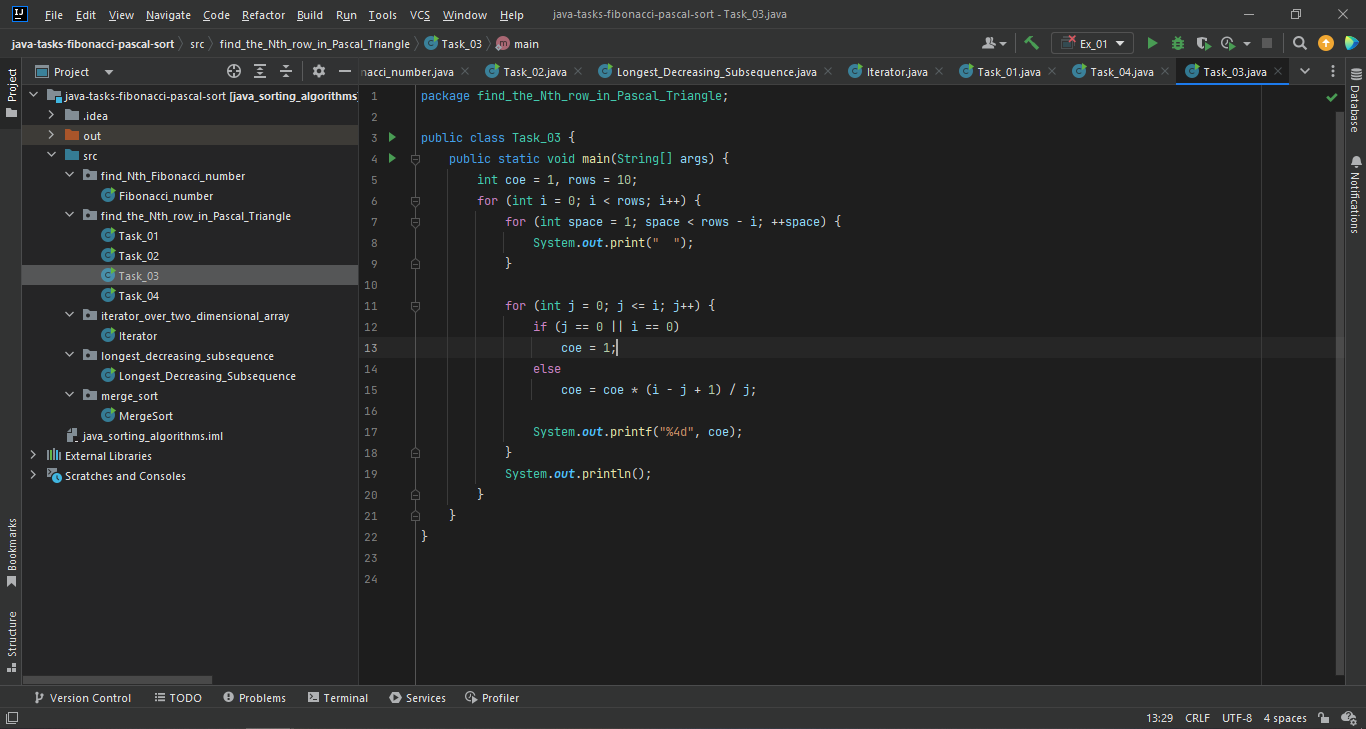 File Edit View Navigate Code Refactor Build Run Tools VCS Window Help java-tasks-fibonacci-pascal-sort - Task_03.java
java-tasks-fibonacci-pascal-sort src find_the_Nth_row_in_Pascal_Triangle Task_03 main Ex_01
Project
Project nacci_number.java Task_02.java Longest_Decreasing_Subsequence.java Iterator.java Task_01.java Task_04.java Task_03.java
java-tasks-fibonacci-pascal-sort [java_sorting_algorithms
.idea
out
src
find_Nth_Fibonacci_number
Fibonacci_number
find_the_Nth_row_in_Pascal_Triangle
Task_01
Task_02
Task_03
Task_04
iterator_over_two_dimensional_array
Iterator
longest_decreasing_subsequence
Longest_Decreasing_Subsequence
merge_sort
MergeSort
java_sorting_algorithms.iml
External Libraries
Scratches and Consoles
Bookmarks
Structure
1 package find_the_Nth_row_in_Pascal_Triangle;
2
3 public class Task_03 {
4 public static void main(String[] args) {
5 int coe = 1, rows = 10;
6 for (int i = 0; i < rows; i++) {
7 for (int space = 1; space < rows - i; ++space) {
8 System.out.print("  ");
9 }
10
11 for (int j = 0; j <= i; j++) {
12 if (j == 0 || i == 0)
13 coe = 1;
14 else
15 coe = coe * (i - j + 1) / j;
16
17 System.out.printf("%4d", coe);
18 }
19 System.out.println();
20 }
21 }
22 }
23
24
Database
Notifications
Version Control TODO Problems Terminal Services Profiler
13:29 CRLF UTF-8 4 spaces